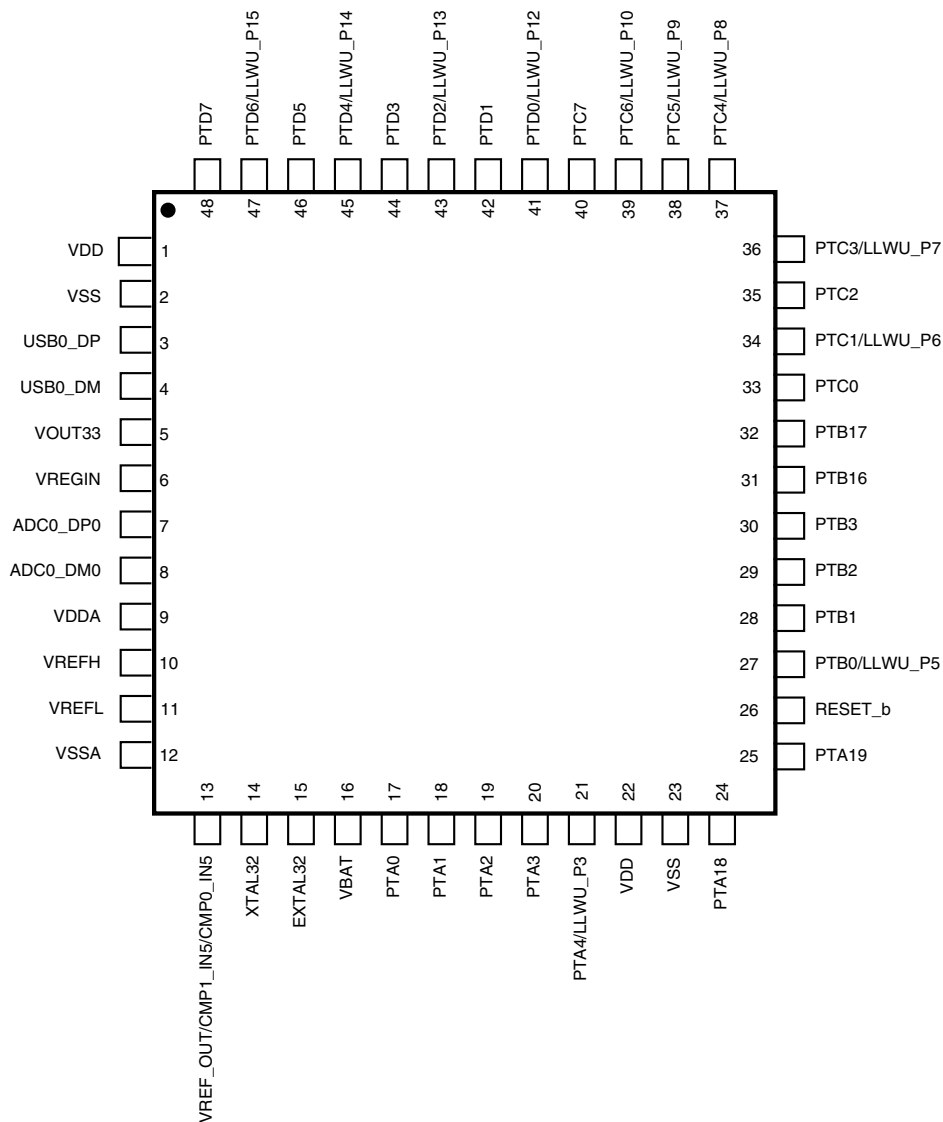 PTD7
PTD6/LLWU_P15
PTD5
PTD4/LLWU_P14
PTD3
PTD2/LLWU_P13
PTD1
PTD0/LLWU_P12
PTC7
PTC6/LLWU_P10
PTC5/LLWU_P9
PTC4/LLWU_P8
48
47
46
45
44
43
42
41
40
39
38
37
VDD 1
VSS 2
USB0_DP 3
USB0_DM 4
VOUT33 5
VREGIN 6
ADC0_DP0 7
ADC0_DM0 8
VDDA 9
VREFH 10
VREFL 11
VSSA 12
36 PTC3/LLWU_P7
35 PTC2
34 PTC1/LLWU_P6
33 PTC0
32 PTB17
31 PTB16
30 PTB3
29 PTB2
28 PTB1
27 PTB0/LLWU_P5
26 RESET_b
25 PTA19
13
14
15
16
17
18
19
20
21
22
23
24
VREF_OUT/CMP1_IN5/CMP0_IN5
XTAL32
EXTAL32
VBAT
PTA0
PTA1
PTA2
PTA3
PTA4/LLWU_P3
VDD
VSS
PTA18